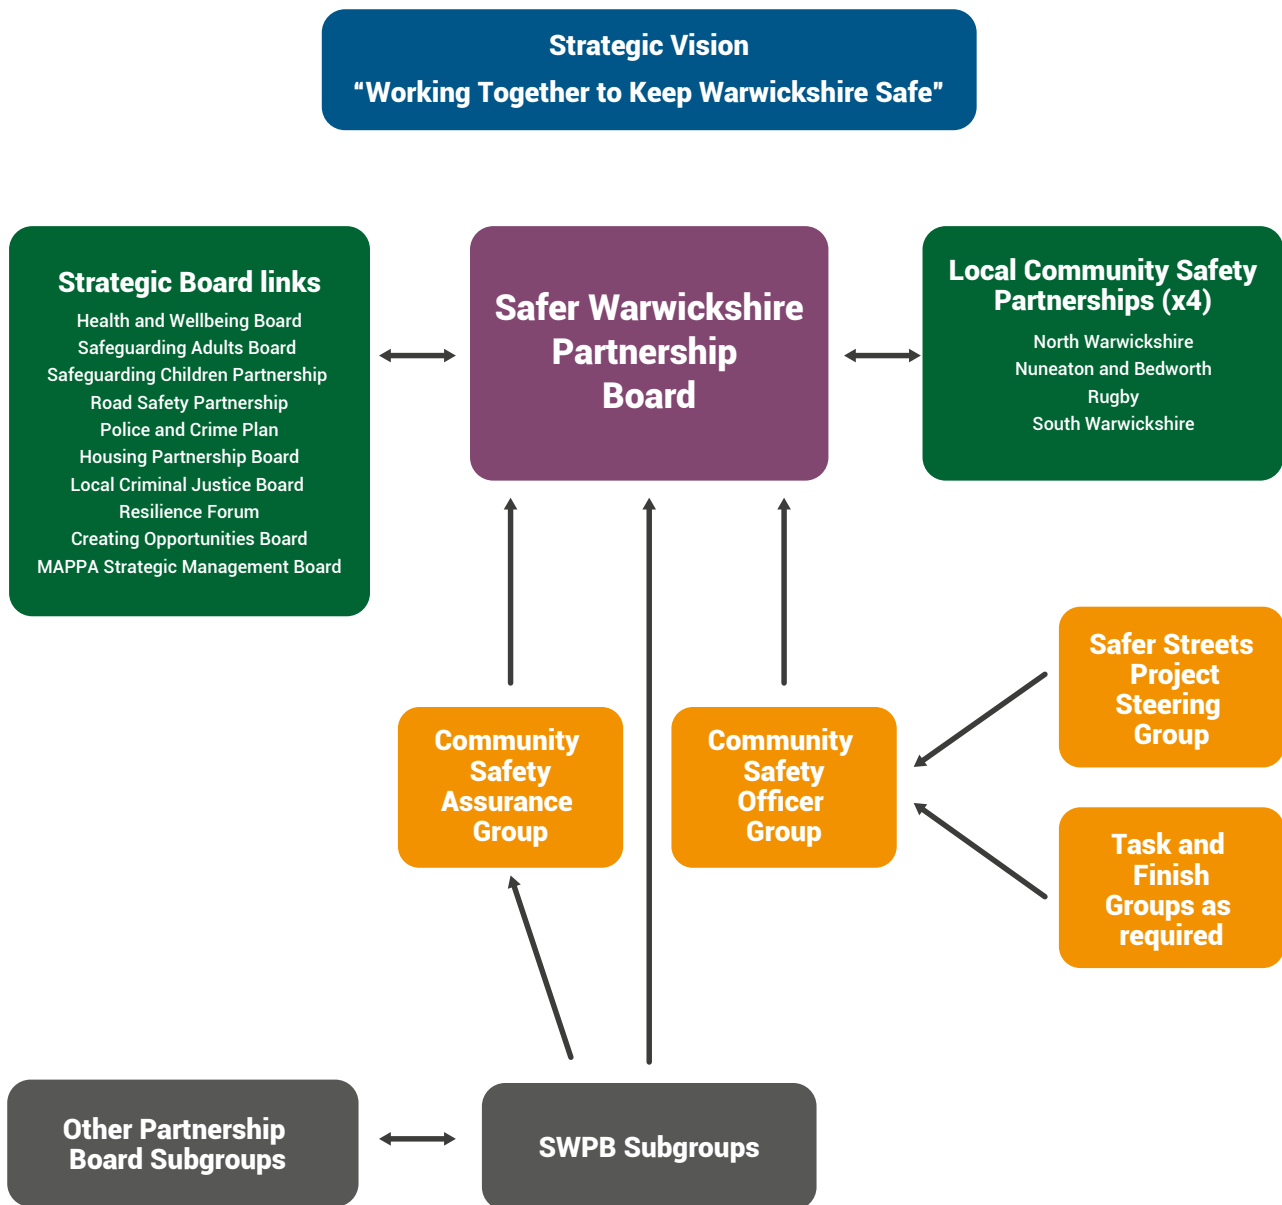 Strategic Vision
“Working Together to Keep Warwickshire Safe”
Strategic Board links
Health and Wellbeing Board
Safeguarding Adults Board
Safeguarding Children Partnership
Road Safety Partnership
Police and Crime Plan
Housing Partnership Board
Local Criminal Justice Board
Resilience Forum
Creating Opportunities Board
MAPPA Strategic Management Board
Safer Warwickshire
Partnership
Board
Local Community Safety
Partnerships (x4)
North Warwickshire
Nuneaton and Bedworth
Rugby
South Warwickshire
Community
Safety
Assurance
Group
Community
Safety
Officer
Group
Safer Streets
Project
Steering
Group
Task and
Finish
Groups as
required
Other Partnership
Board Subgroups
SWPB Subgroups